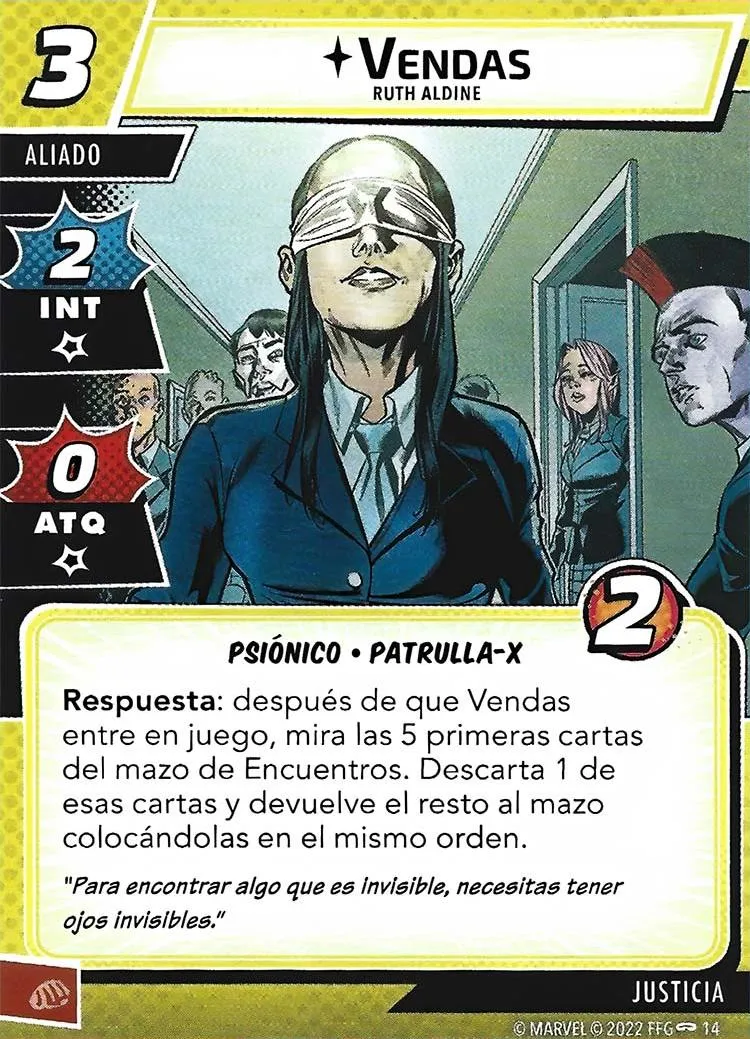 3
VENDAS
RUTH ALDINE
ALIADO
2
INT
0
ATQ
2
PSIÓNICO • PATRULLA-X
Respuesta: después de que Vendas
entre en juego, mira las 5 primeras cartas
del mazo de Encuentros. Descarta 1 de
esas cartas y devuelve el resto al mazo
colocándolas en el mismo orden.
"Para encontrar algo que es invisible, necesitas tener
ojos invisibles."
JUSTICIA
© MARVEL © 2022 FFG 14